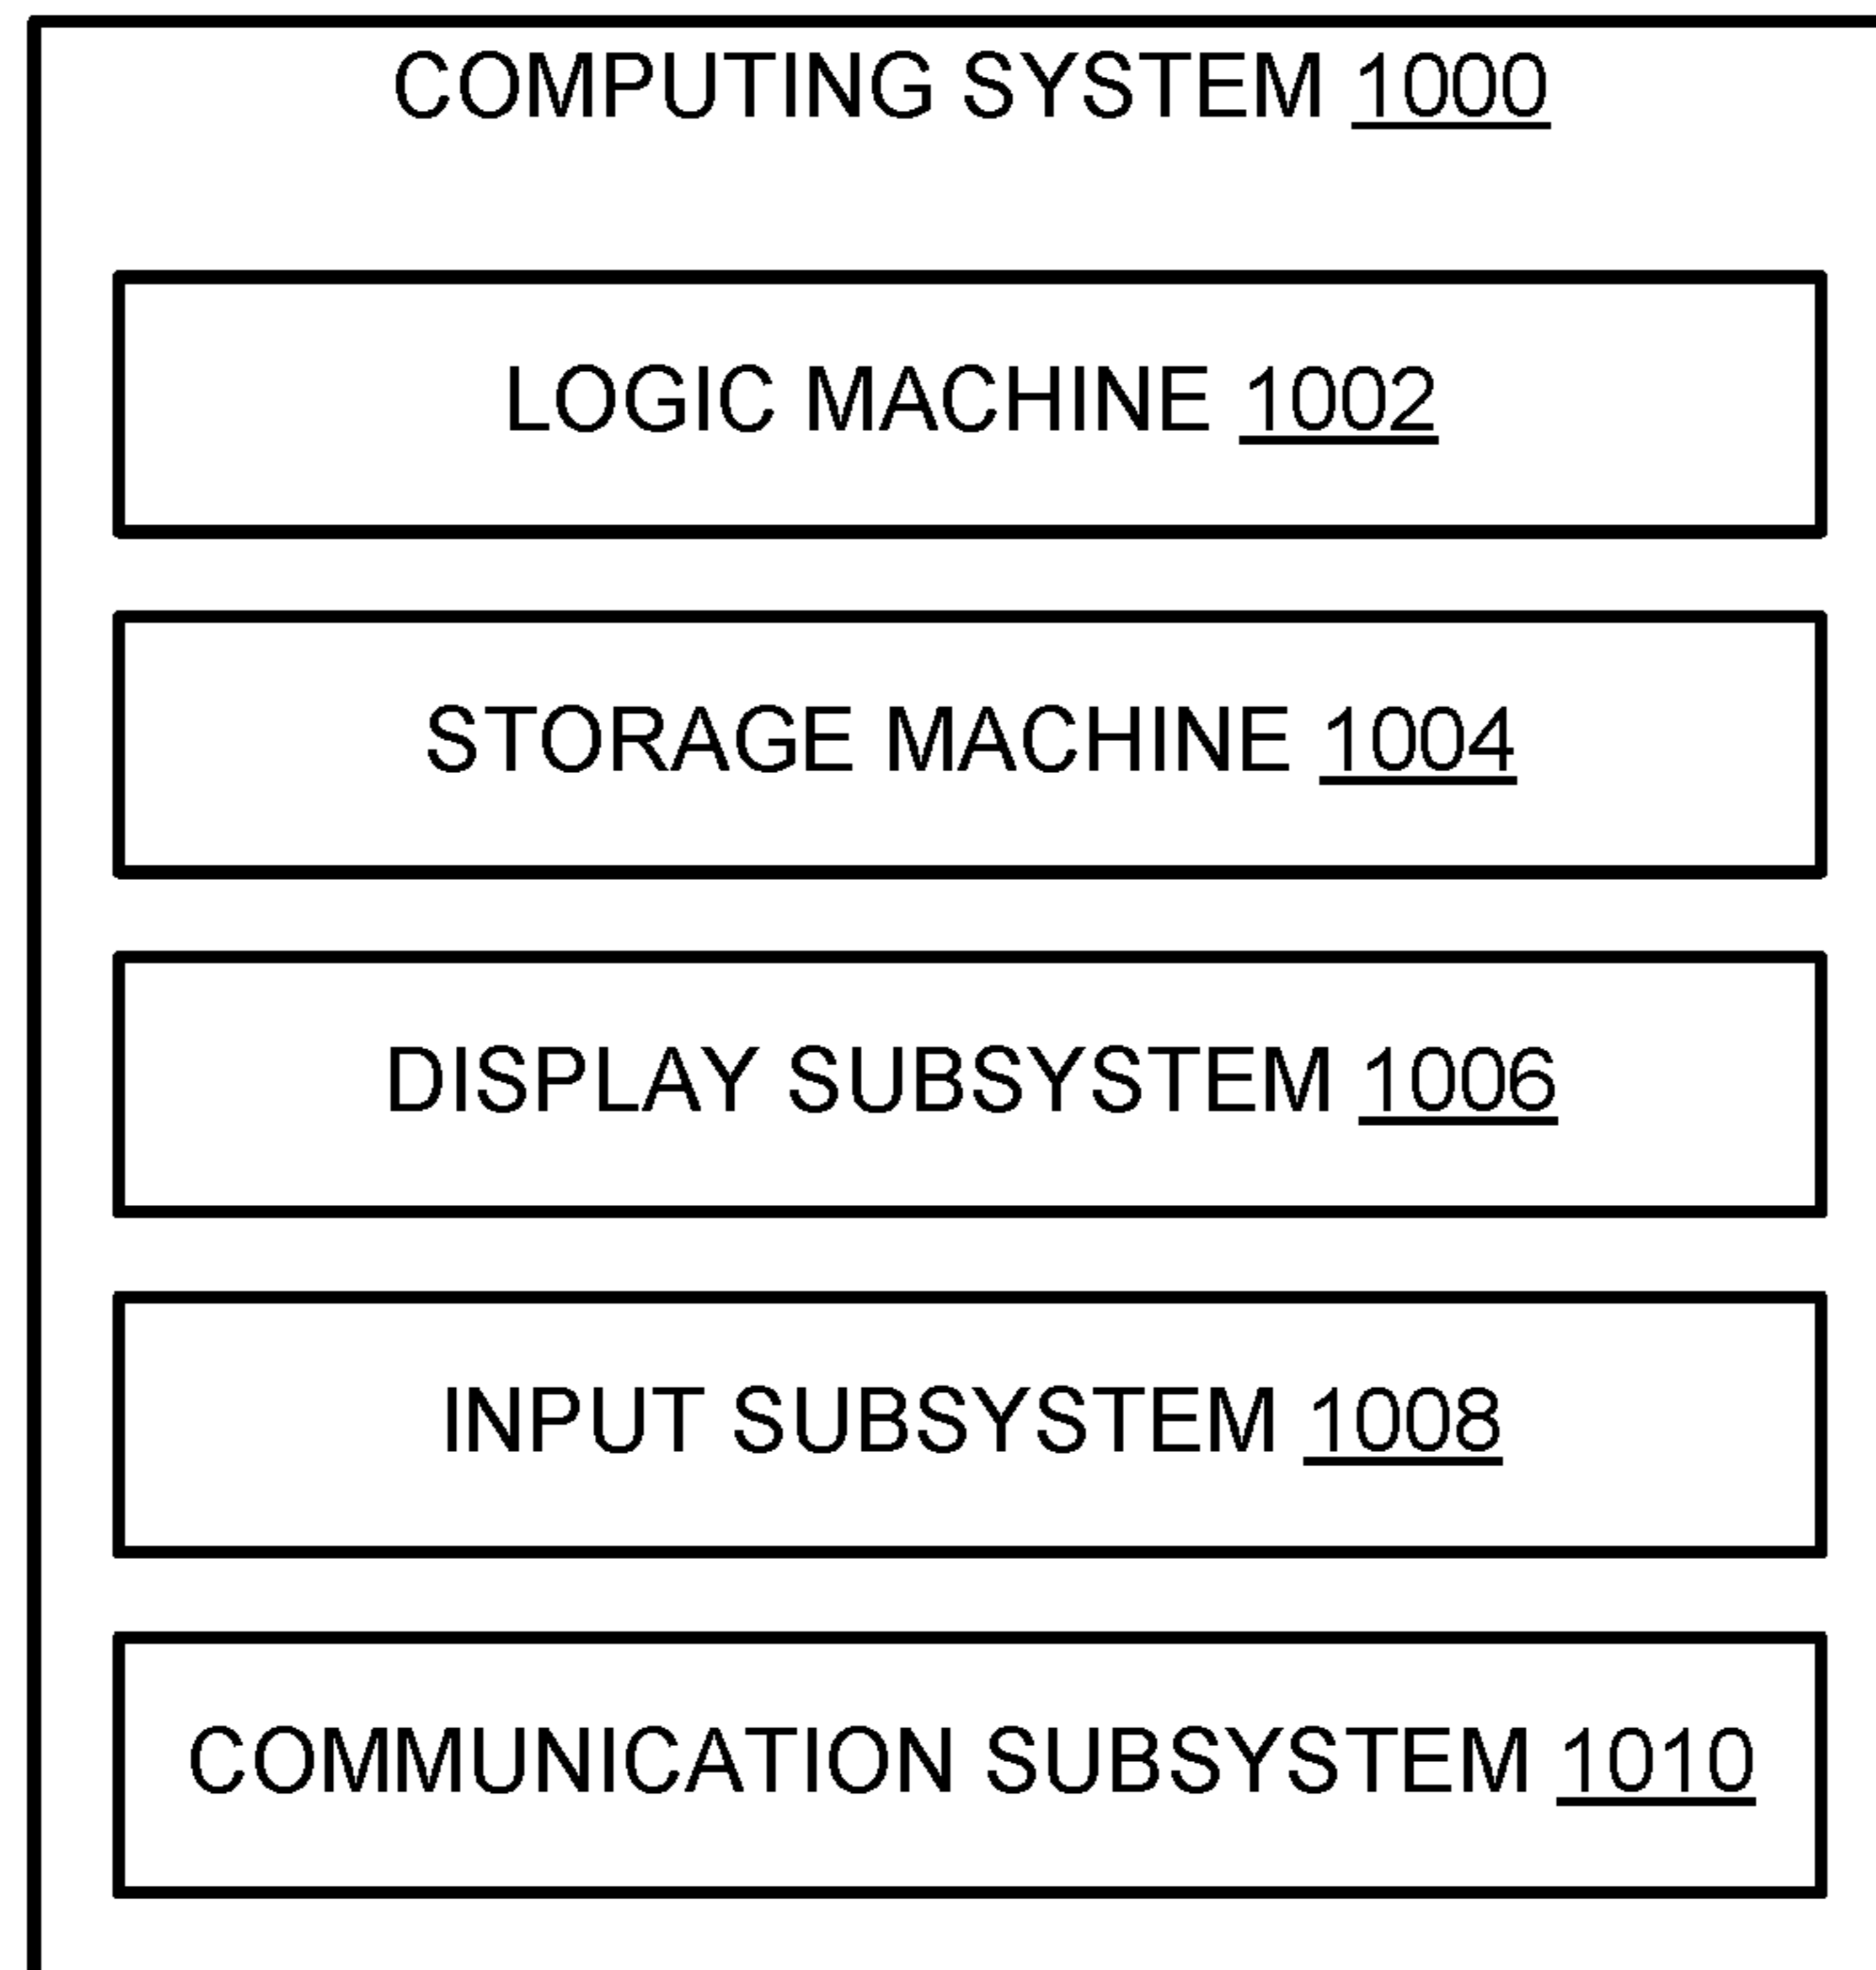 COMPUTING SYSTEM 1000
LOGIC MACHINE 1002
STORAGE MACHINE 1004
DISPLAY SUBSYSTEM 1006
INPUT SUBSYSTEM 1008
COMMUNICATION SUBSYSTEM 1010